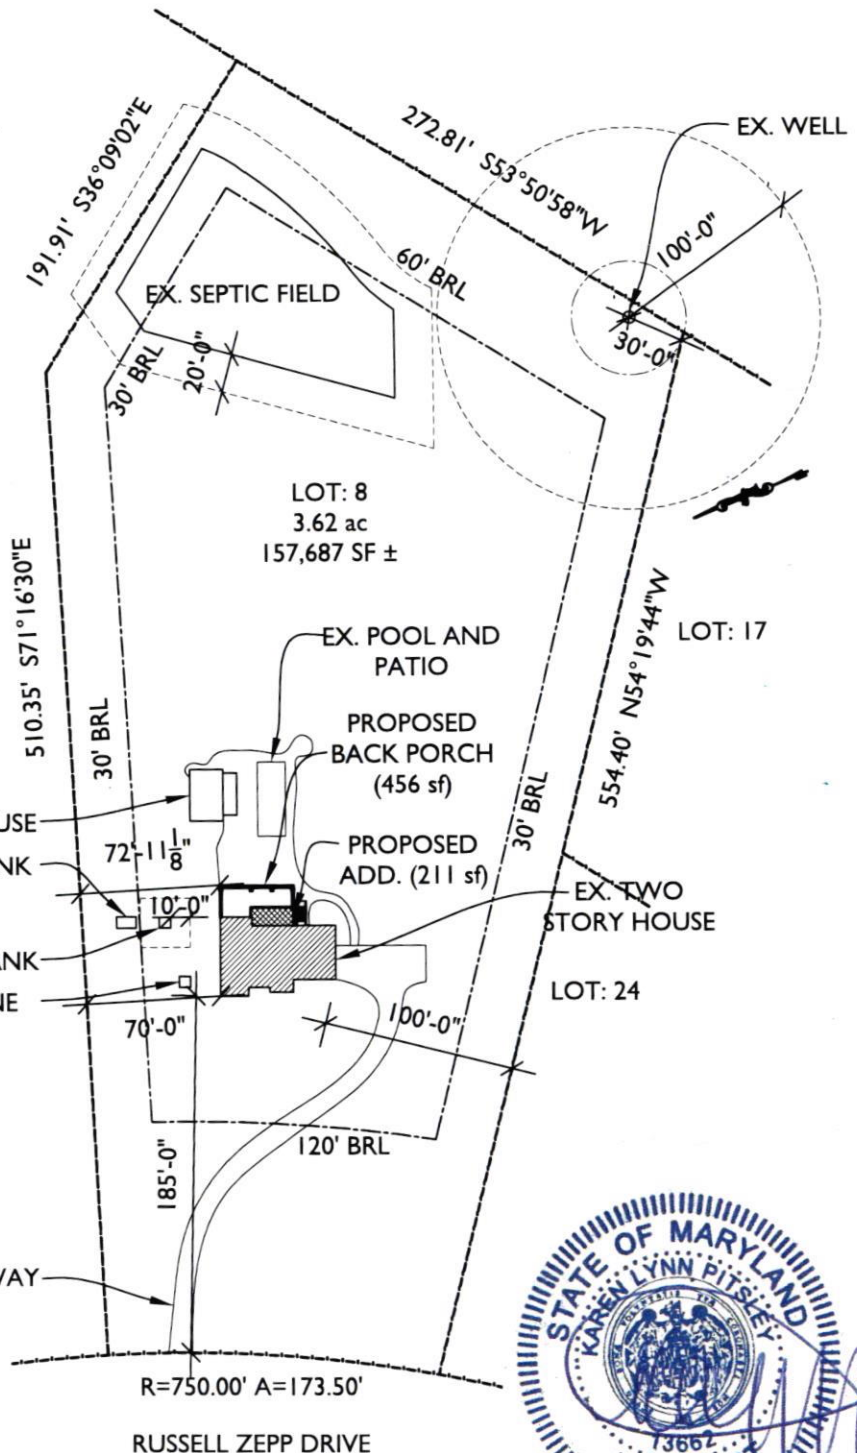 191.91' S36°09'02"E
272.81' S53°50'58"W
EX. WELL
100'-0"
60' BRL
EX. SEPTIC FIELD
30'-0"
30' BRL
20'-0"
LOT: 8
3.62 ac
157,687 SF ±
510.35' S71°16'30"E
554.40' N54°19'44"W
LOT: 17
EX. POOL AND
PATIO
PROPOSED
BACK PORCH
(456 sf)
30' BRL
30' BRL
USE
72'-11 1/8"
NK
PROPOSED
ADD. (211 sf)
10'-0"
EX. TWO
STORY HOUSE
ANK
NE
LOT: 24
70'-0"
100'-0"
120' BRL
185'-0"
WAY
STATE OF MARYLAND
KAREN LYNN PITSLEY
13662
R=750.00' A=173.50'
RUSSELL ZEPP DRIVE